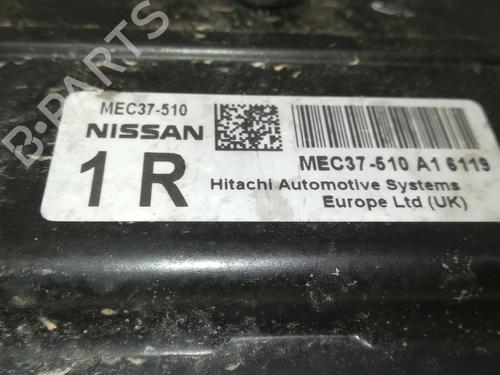 B-PARTS
MEC37-510
NISSAN
1 R
MEC37-510 A1 6119
Hitachi Automotive Systems
Europe Ltd (UK)